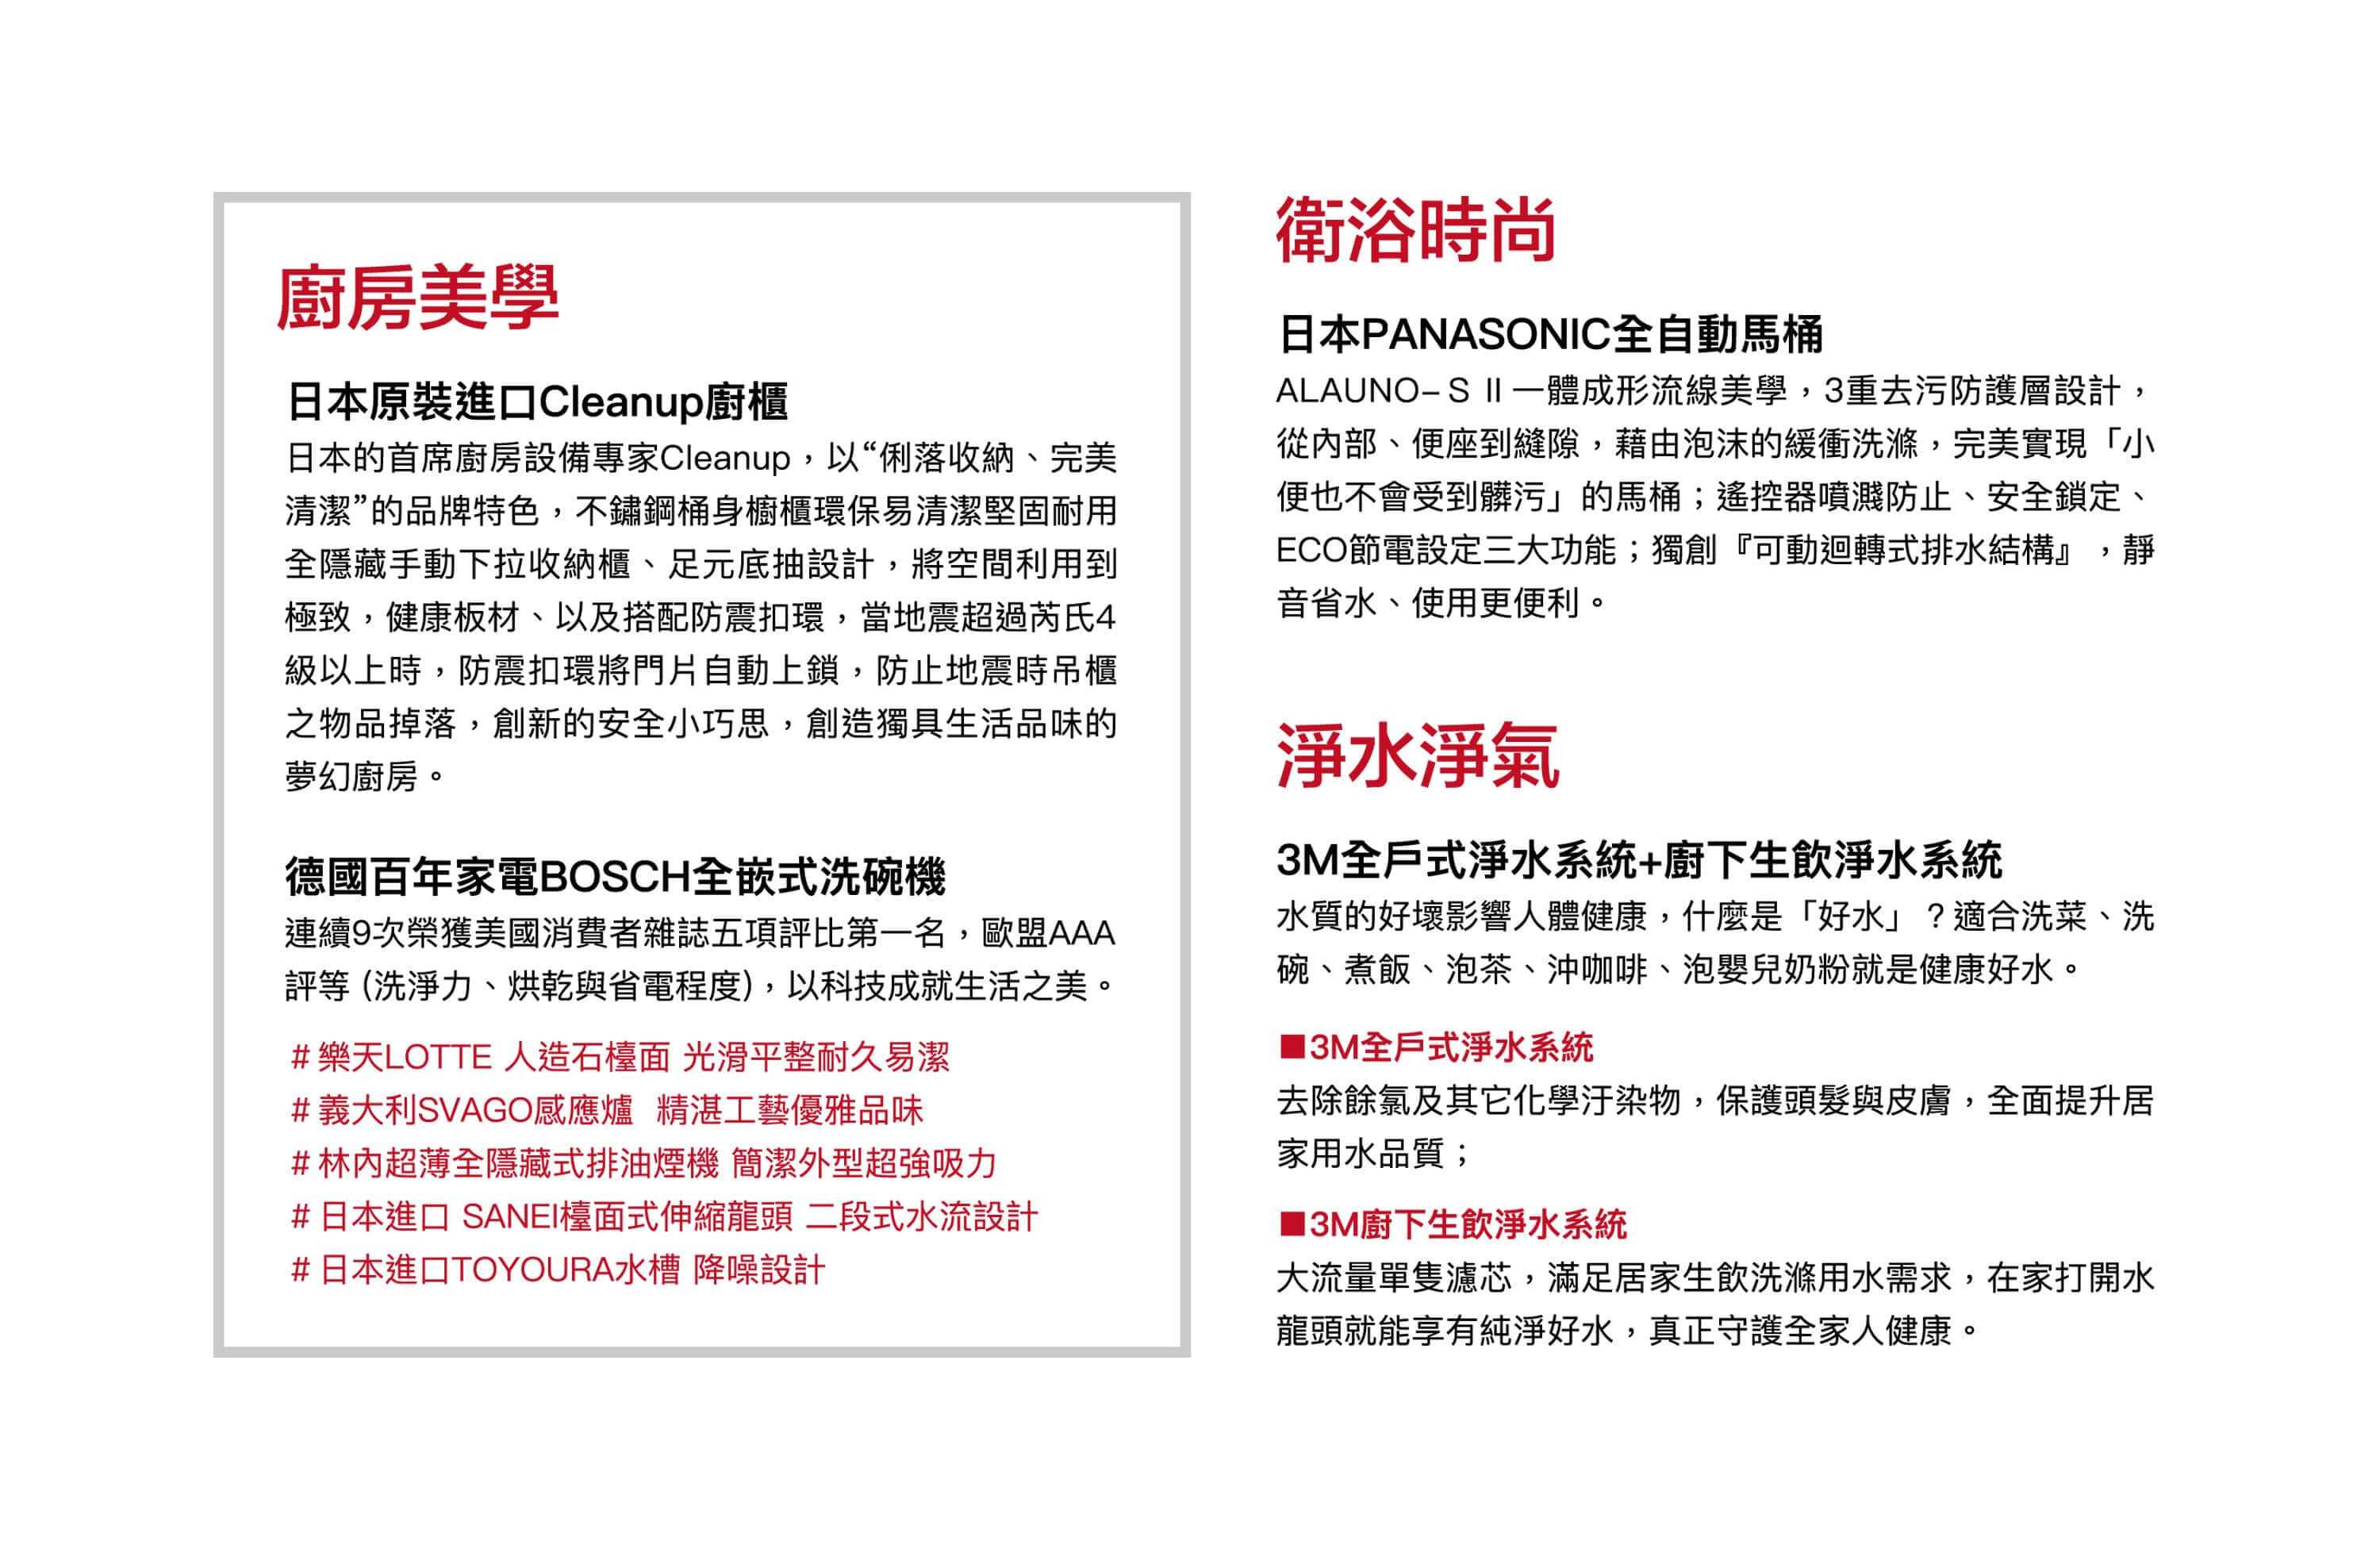 廚房美學
日本原裝進口Cleanup廚櫃
日本的首席廚房設備專家Cleanup，以“俐落收納、完美
清潔”的品牌特色，不鏽鋼桶身櫥櫃環保易清潔堅固耐用
全隱藏手動下拉收納櫃、足元底抽設計，將空間利用到
極致，健康板材、以及搭配防震扣環，當地震超過芮氏4
級以上時，防震扣環將門片自動上鎖，防止地震時吊櫃
之物品掉落，創新的安全小巧思，創造獨具生活品味的
夢幻廚房。
德國百年家電BOSCH全嵌式洗碗機
連續9次榮獲美國消費者雜誌五項評比第一名，歐盟AAA
評等 (洗淨力、烘乾與省電程度)，以科技成就生活之美。
# 樂天LOTTE 人造石檯面 光滑平整耐久易潔
# 義大利SVAGO感應爐  精湛工藝優雅品味
# 林內超薄全隱藏式排油煙機 簡潔外型超強吸力
# 日本進口 SANEI檯面式伸縮龍頭 二段式水流設計
# 日本進口TOYOURA水槽 降噪設計
衛浴時尚
日本PANASONIC全自動馬桶
ALAUNO– S II 一體成形流線美學，3重去污防護層設計，
從內部、便座到縫隙，藉由泡沫的緩衝洗滌，完美實現「小
便也不會受到髒污」的馬桶；遙控器噴濺防止、安全鎖定、
ECO節電設定三大功能；獨創『可動迴轉式排水結構』，靜
音省水、使用更便利。
淨水淨氣
3M全戶式淨水系統+廚下生飲淨水系統
水質的好壞影響人體健康，什麼是「好水」？適合洗菜、洗
碗、煮飯、泡茶、沖咖啡、泡嬰兒奶粉就是健康好水。
■3M全戶式淨水系統
去除餘氯及其它化學汙染物，保護頭髮與皮膚，全面提升居
家用水品質；
■3M廚下生飲淨水系統
大流量單隻濾芯，滿足居家生飲洗滌用水需求，在家打開水
龍頭就能享有純淨好水，真正守護全家人健康。